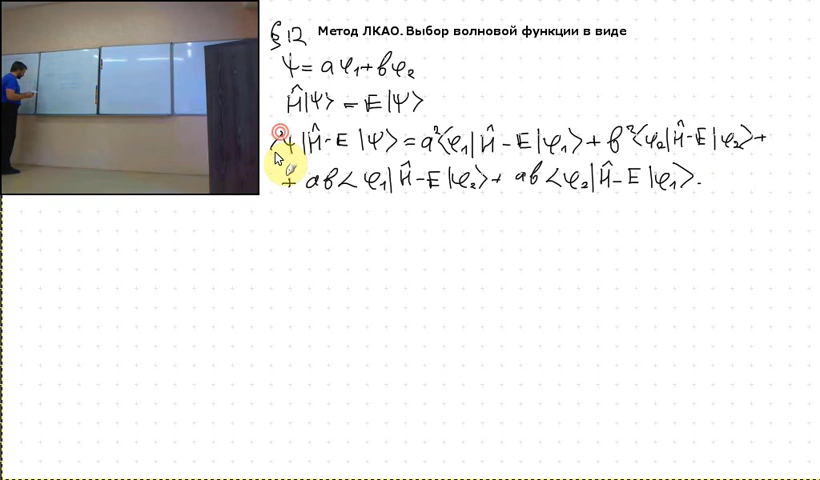 §12 Метод ЛКАО. Выбор волновой функции в виде
Ψ = aφ₁ + bφ₂
Ĥ|Ψ> = E|Ψ>
<Ψ|Ĥ-E|Ψ> = a²<φ₁|Ĥ-E|φ₁> + b²<φ₂|Ĥ-E|φ₂> +
+ ab<φ₁|Ĥ-E|φ₂> + ab<φ₂|Ĥ-E|φ₁>.